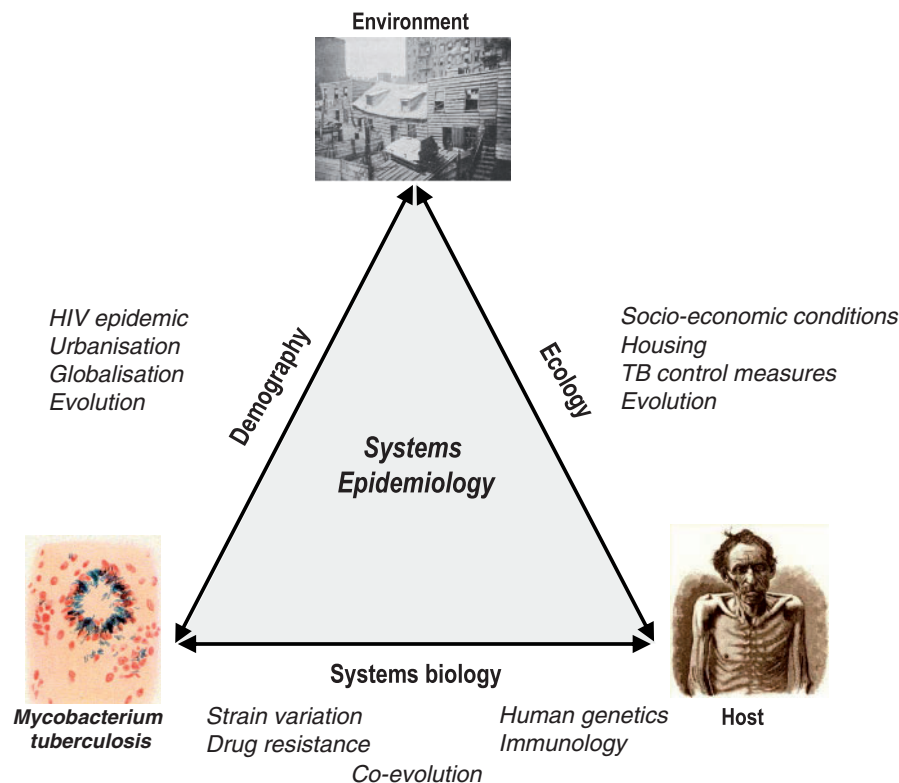 Environment
HIV epidemic
Urbanisation
Globalisation
Evolution
Demography
Ecology
Socio-economic conditions
Housing
TB control measures
Evolution
Systems
Epidemiology
Systems biology
Mycobacterium
tuberculosis
Strain variation
Drug resistance
Human genetics
Immunology
Host
Co-evolution